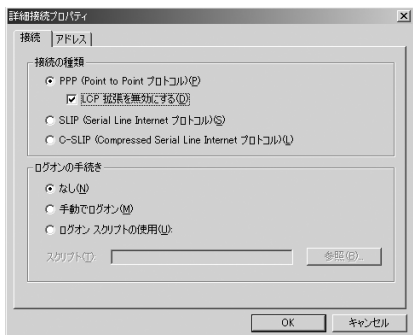 詳細接続プロパティ
接続 アドレス
接続の種類
PPP (Point to Point プロトコル)(P)
LCP 拡張を無効にする(D)
SLIP (Serial Line Internet プロトコル)(S)
C-SLIP (Compressed Serial Line Internet プロトコル)(L)
ログオンの手続き
なし(N)
手動でログオン(M)
ログオン スクリプトの使用(U):
スクリプト(T): 参照(B)...
OK キャンセル